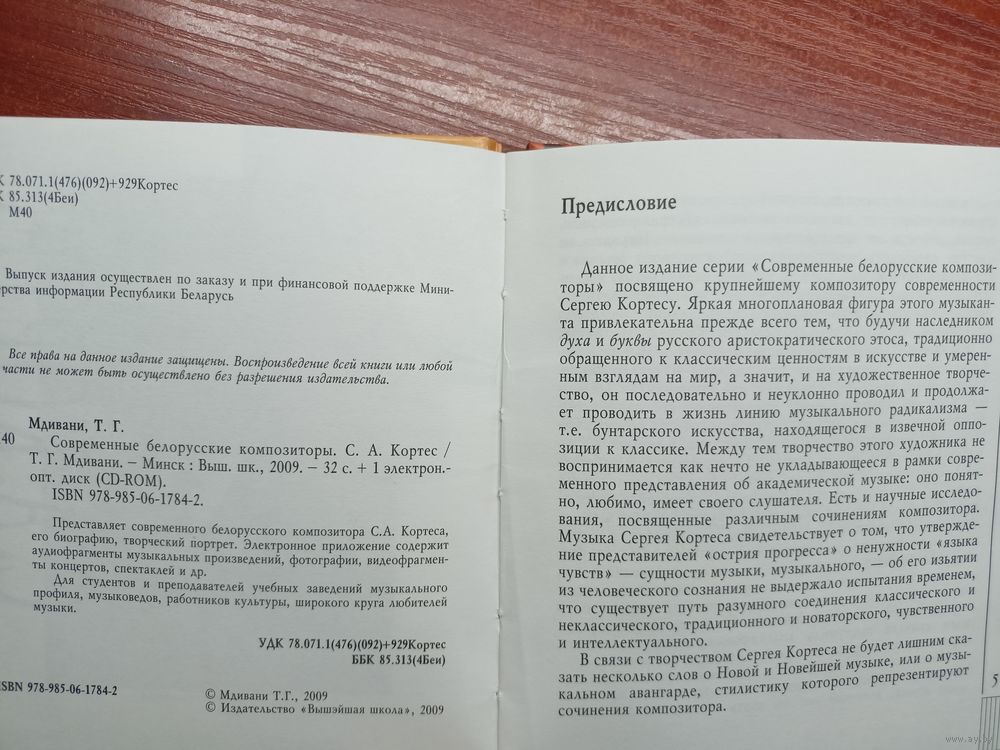 К 78.071.1(476)(092)+929Кортес
К 85.313(4Беи)
М40
Выпуск издания осуществлен по заказу и при финансовой поддержке Мини-
ерства информации Республики Беларусь
Все права на данное издание защищены. Воспроизведение всей книги или любой
части не может быть осуществлено без разрешения издательства.
Мдивани, Т. Г.
40 Современные белорусские композиторы. С. А. Кортес /
Т. Г. Мдивани. – Минск : Выш. шк., 2009. – 32 с. + 1 электрон.-
опт. диск (CD-ROM).
ISBN 978-985-06-1784-2.
Представляет современного белорусского композитора С.А. Кортеса,
его биографию, творческий портрет. Электронное приложение содержит
аудиофрагменты музыкальных произведений, фотографии, видеофрагмен-
ты концертов, спектаклей и др.
Для студентов и преподавателей учебных заведений музыкального
профиля, музыковедов, работников культуры, широкого круга любителей
музыки.
УДК 78.071.1(476)(092)+929Кортес
ББК 85.313(4Беи)
ISBN 978-985-06-1784-2
© Мдивани Т.Г., 2009
© Издательство «Вышэйшая школа», 2009
Предисловие
Данное издание серии «Современные белорусские компози-
торы» посвящено крупнейшему композитору современности
Сергею Кортесу. Яркая многоплановая фигура этого музыкан-
та привлекательна прежде всего тем, что будучи наследником
духа и буквы русского аристократического этоса, традиционно
обращенного к классическим ценностям в искусстве и умерен-
ным взглядам на мир, а значит, и на художественное творче-
ство, он последовательно и неуклонно проводил и продолжа-
ет проводить в жизнь линию музыкального радикализма —
т.е. бунтарского искусства, находящегося в извечной оппо-
зиции к классике. Между тем творчество этого художника не
воспринимается как нечто не укладывающееся в рамки совре-
менного представления об академической музыке: оно понят-
но, любимо, имеет своего слушателя. Есть и научные исследо-
вания, посвященные различным сочинениям композитора.
Музыка Сергея Кортеса свидетельствует о том, что утвержде-
ние представителей «острия прогресса» о ненужности «языка
чувств» — сущности музыки, музыкального, — об его изъятии
из человеческого сознания не выдержало испытания временем,
что существует путь разумного соединения классического и
неклассического, традиционного и новаторского, чувственного
и интеллектуального.
В связи с творчеством Сергея Кортеса не будет лишним ска-
зать несколько слов о Новой и Новейшей музыке, или о музы-
кальном авангарде, стилистику которого репрезентируют
сочинения композитора.
5
www.ay.by